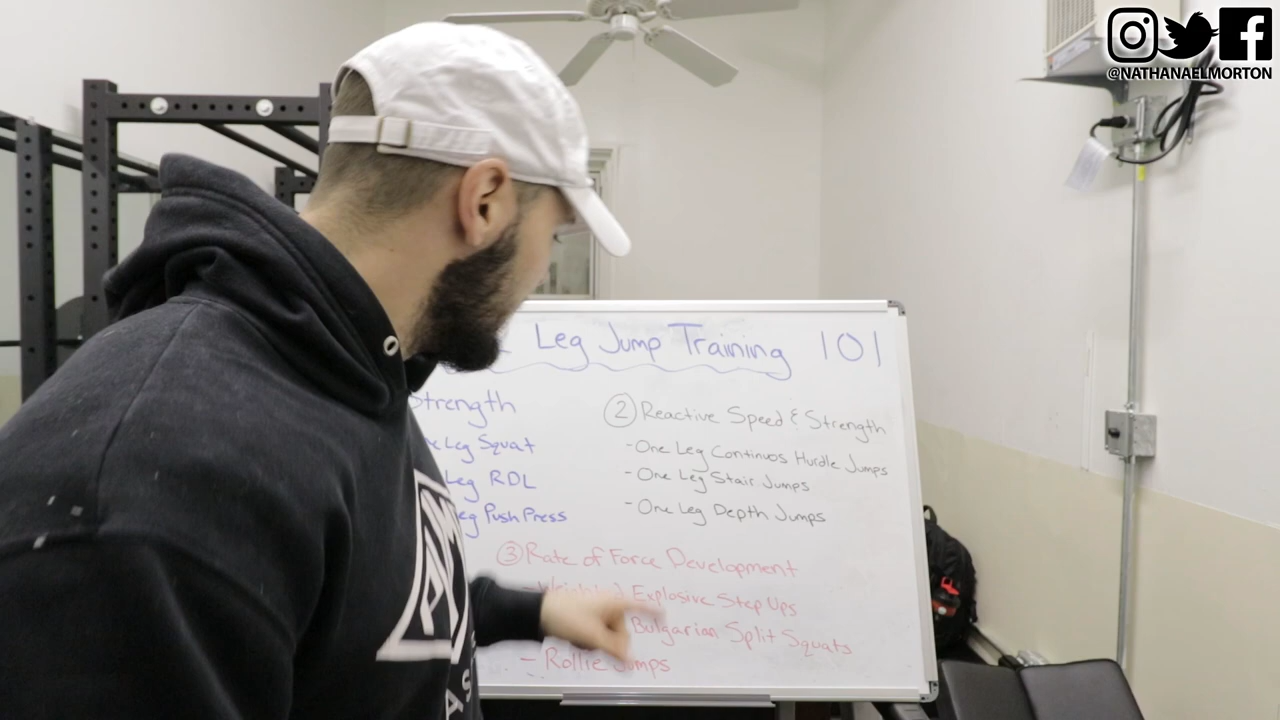 @NATHANAELMORTON
Leg Jump Training 101
Strength
Leg Squat
Leg RDL
Leg Push Press
② Reactive Speed & Strength
- One Leg Continuos Hurdle Jumps
- One Leg Stair Jumps
- One Leg Depth Jumps
③ Rate of Force Development
Weighted Explosive Step Ups
Bulgarian Split Squats
- Rollie Jumps